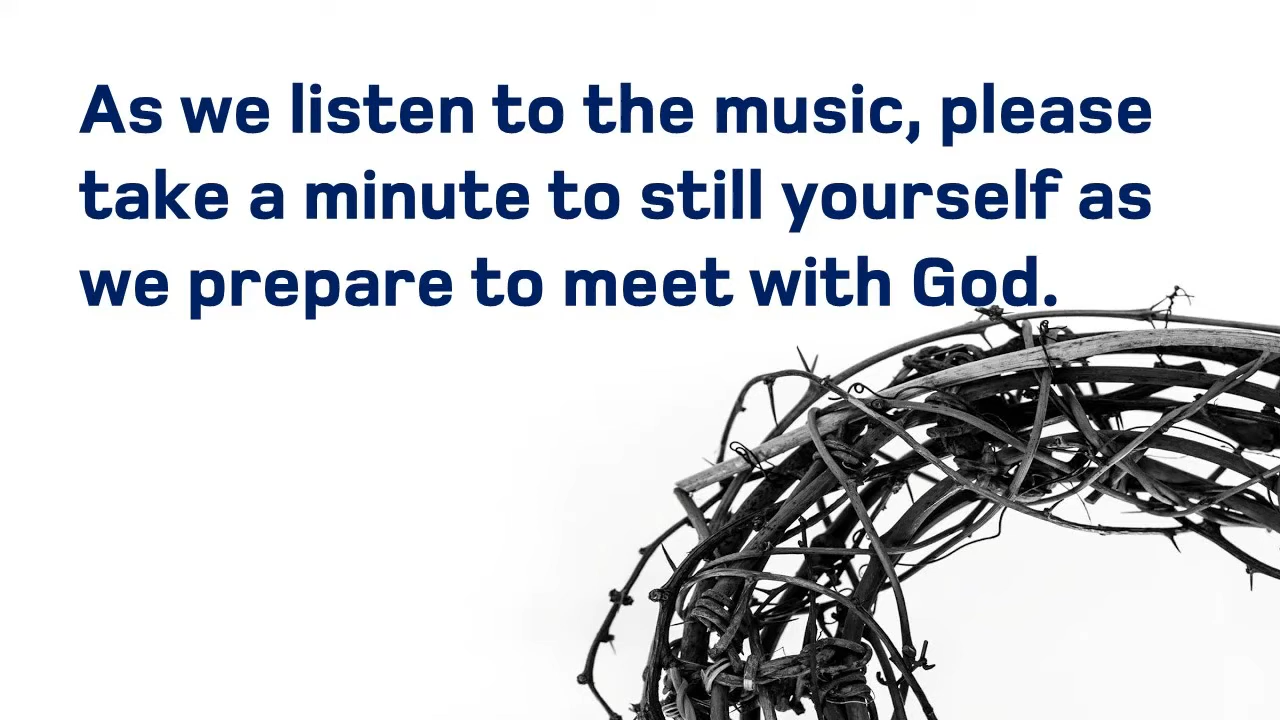 As we listen to the music, please
take a minute to still yourself as
we prepare to meet with God.